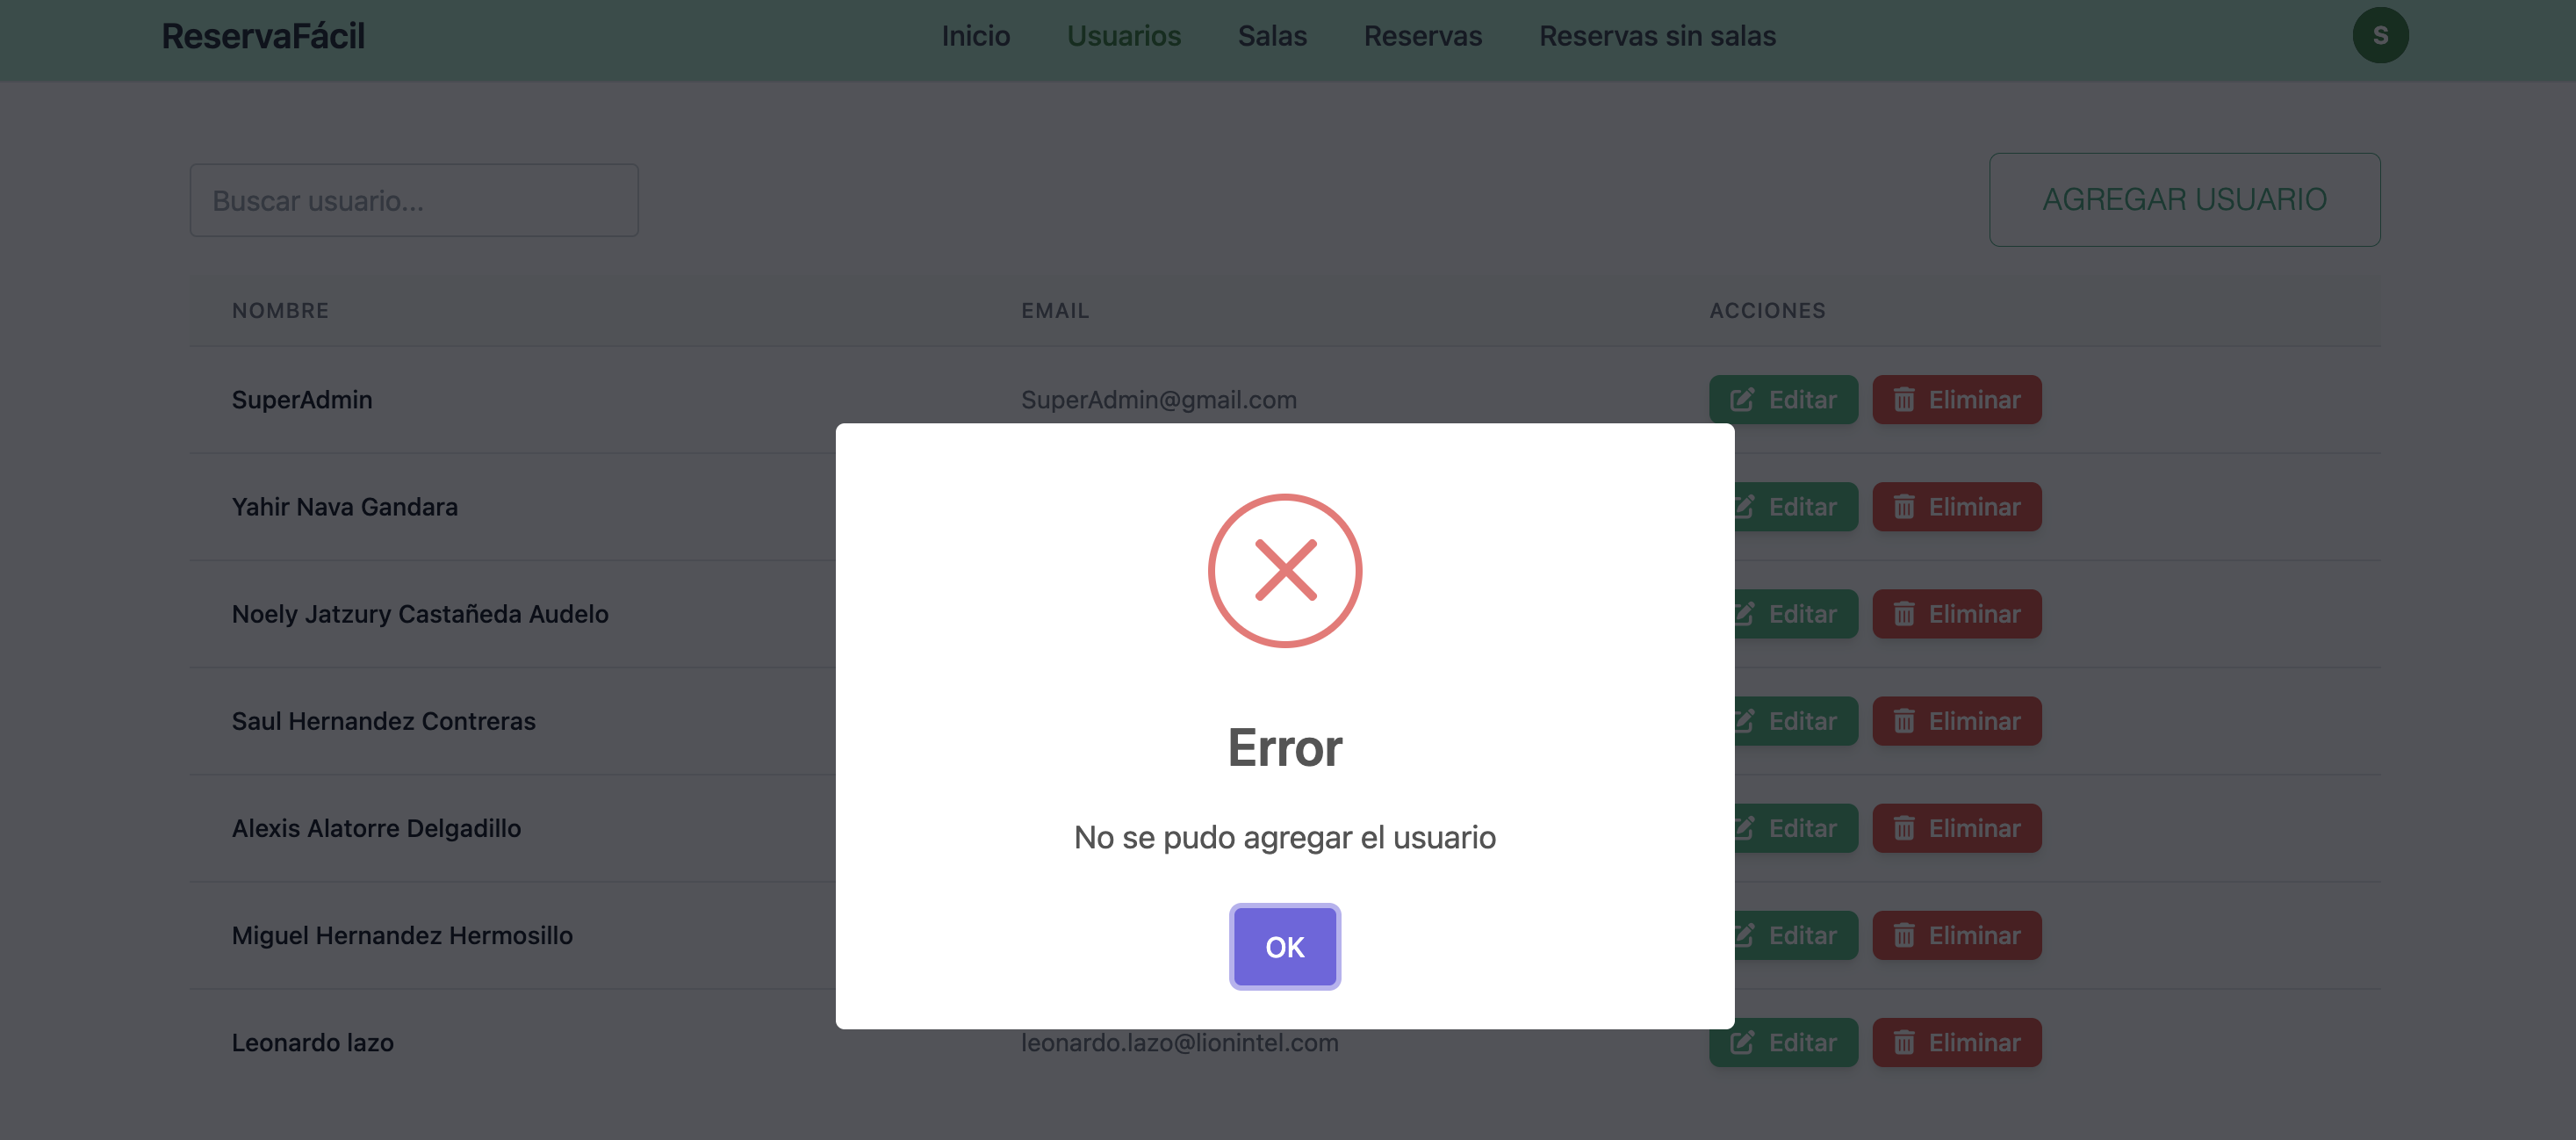 ReservaFácil Inicio Usuarios Salas Reservas Reservas sin salas S
Buscar usuario... AGREGAR USUARIO
NOMBRE EMAIL ACCIONES
SuperAdmin SuperAdmin@gmail.com Editar Eliminar
Yahir Nava Gandara Editar Eliminar
Noely Jatzury Castañeda Audelo Editar Eliminar
Saul Hernandez Contreras Editar Eliminar
Alexis Alatorre Delgadillo Editar Eliminar
Miguel Hernandez Hermosillo Editar Eliminar
Leonardo lazo leonardo.lazo@lionintel.com Editar Eliminar
Error
No se pudo agregar el usuario
OK